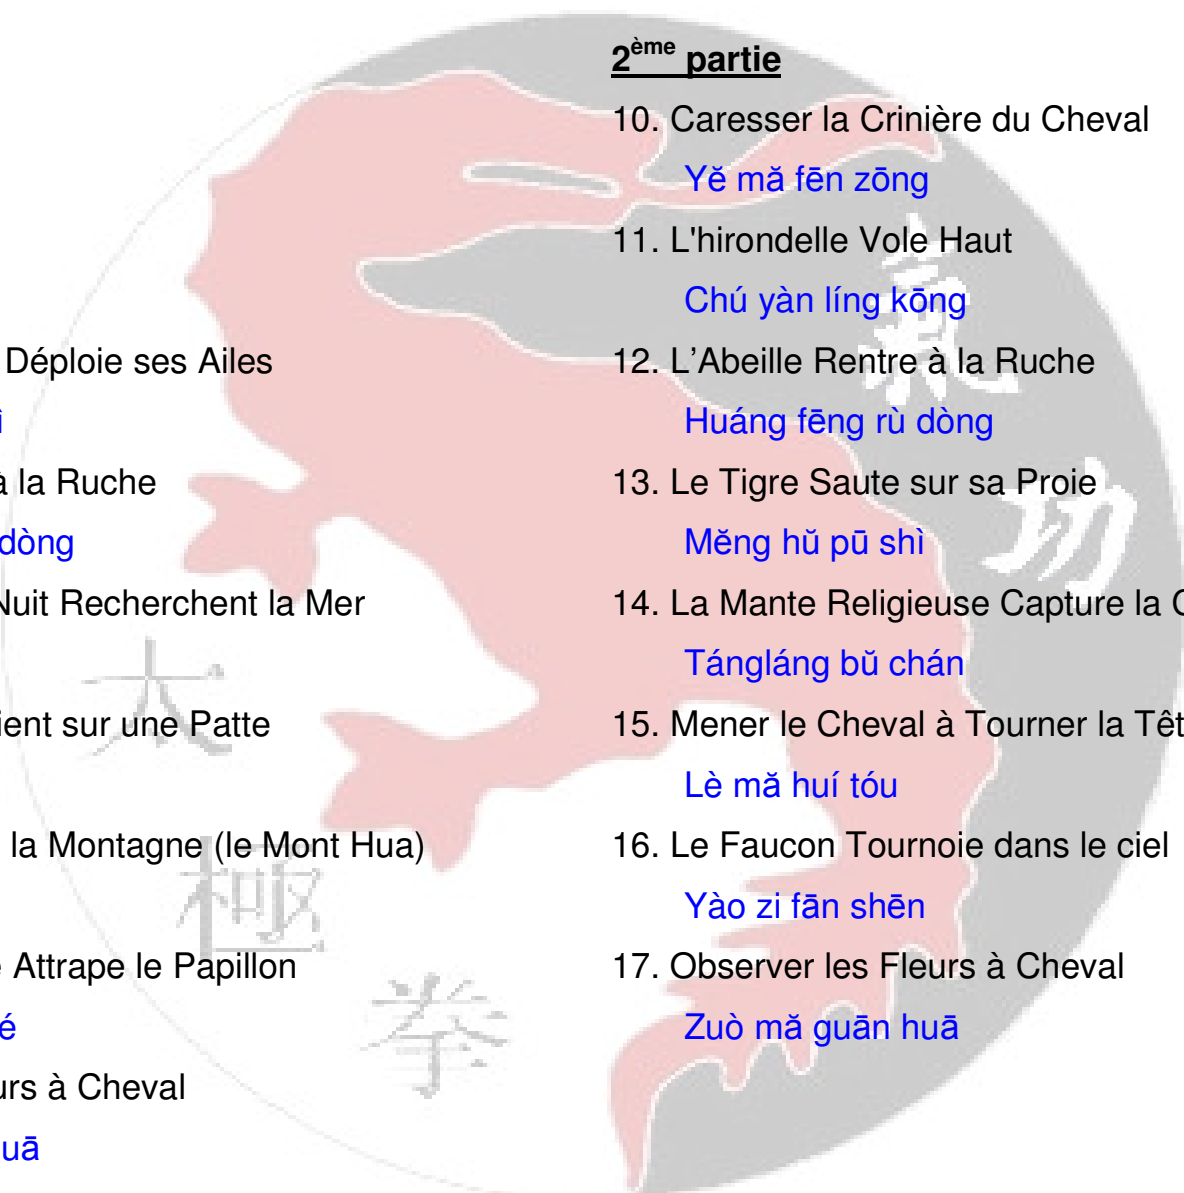 Déploie ses Ailes
à la Ruche
dòng
Nuit Recherchent la Mer
sur une Patte
la Montagne (le Mont Hua)
Attrape le Papillon
à Cheval
2ème partie
10. Caresser la Crinière du Cheval
Yĕ mă fēn zōng
11. L'hirondelle Vole Haut
Chú yàn líng kōng
12. L’Abeille Rentre à la Ruche
Huáng fēng rù dòng
13. Le Tigre Saute sur sa Proie
Mĕng hŭ pū shì
14. La Mante Religieuse Capture la
Tángláng bŭ chán
15. Mener le Cheval à Tourner la
Lè mă huí tóu
16. Le Faucon Tournoie dans le ciel
Yào zi fān shēn
17. Observer les Fleurs à Cheval
Zuò mă guān huā
氣功
太極拳